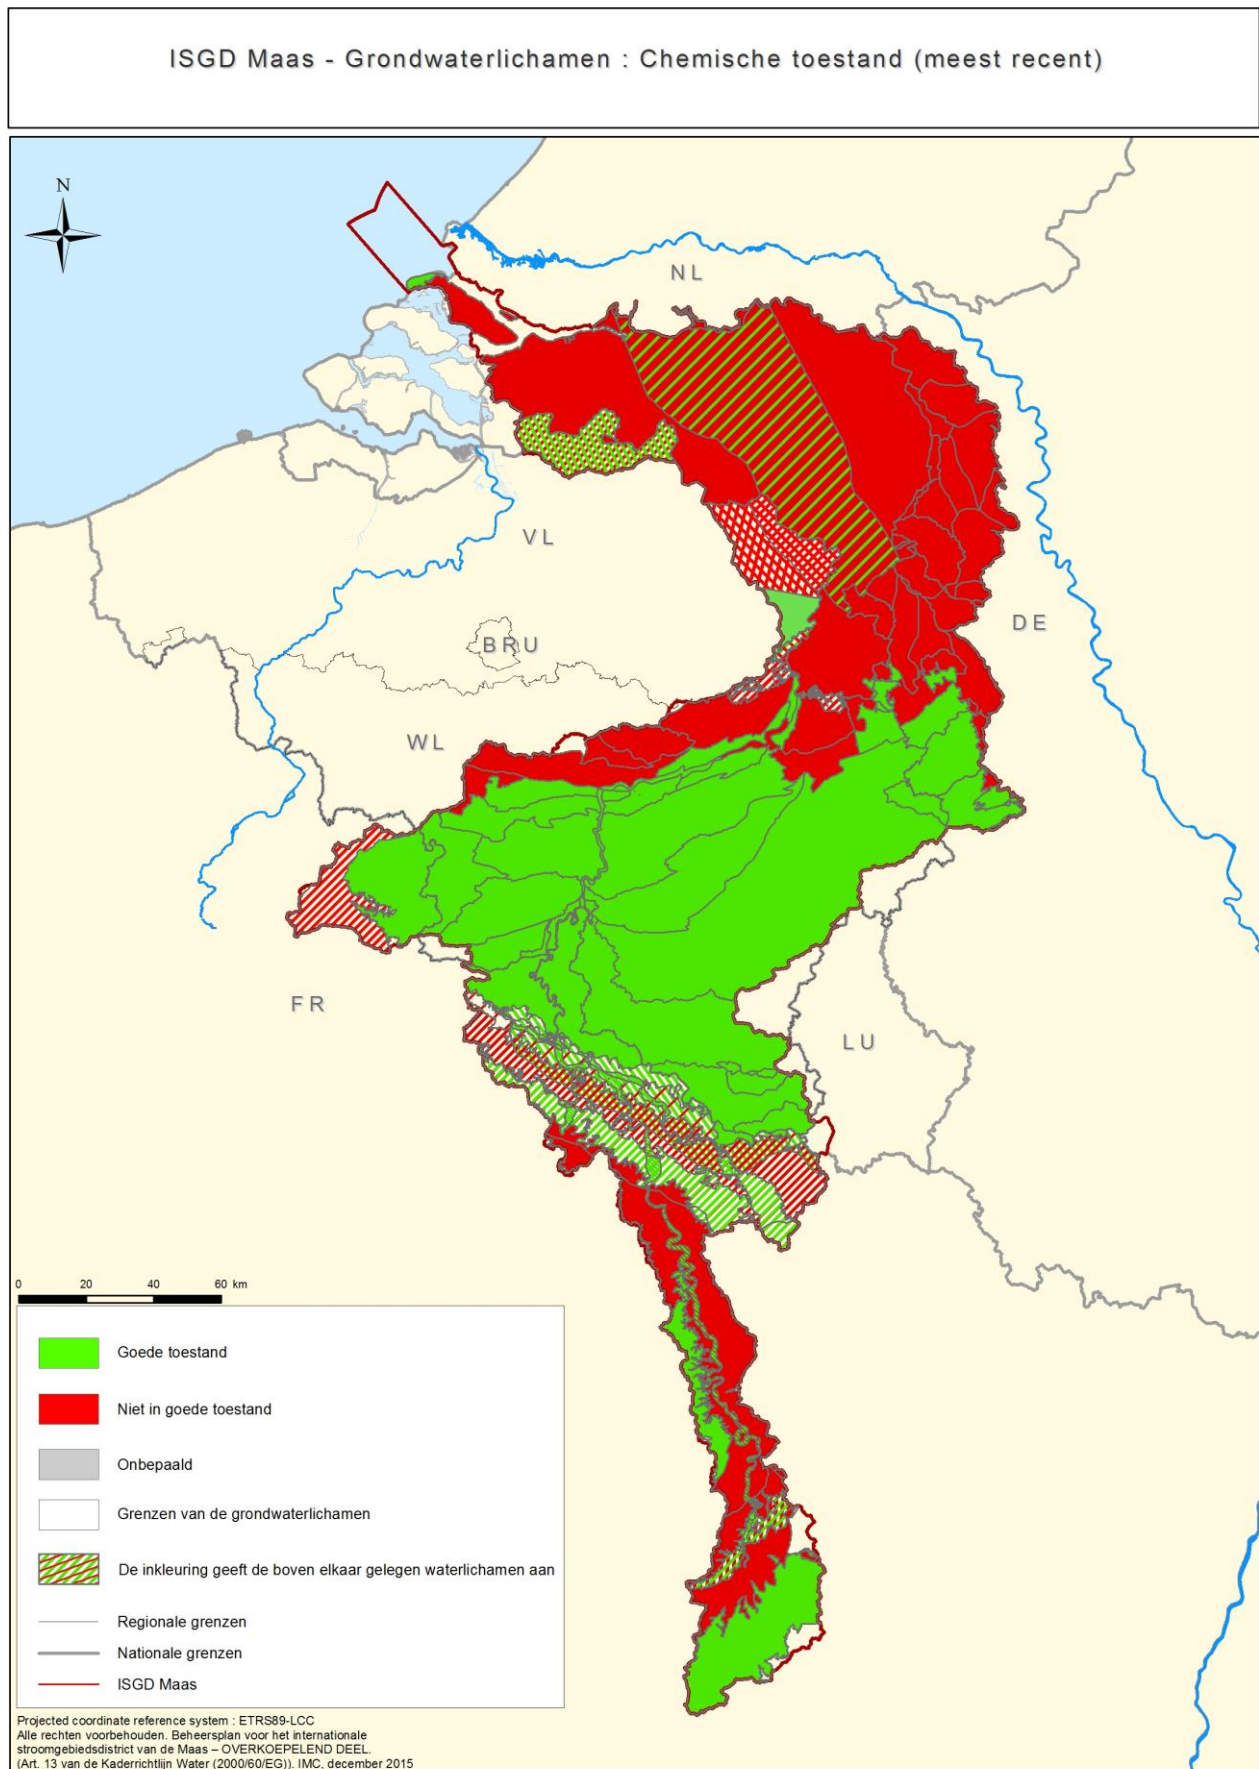 ISGD Maas - Grondwaterlichamen : Chemische toestand (meest recent)
N
NL
VL
BRU
DE
WL
FR
LU
0 20 40 60 km
Goede toestand
Niet in goede toestand
Onbepaald
Grenzen van de grondwaterlichamen
De inkleuring geeft de boven elkaar gelegen waterlichamen aan
Regionale grenzen
Nationale grenzen
ISGD Maas
Projected coordinate reference system : ETRS89-LCC
Alle rechten voorbehouden. Beheersplan voor het internationale
stroomgebiedsdistrict van de Maas – OVERKOEPELEND DEEL.
(Art. 13 van de Kaderrichtlijn Water (2000/60/EG)). IMC, december 2015